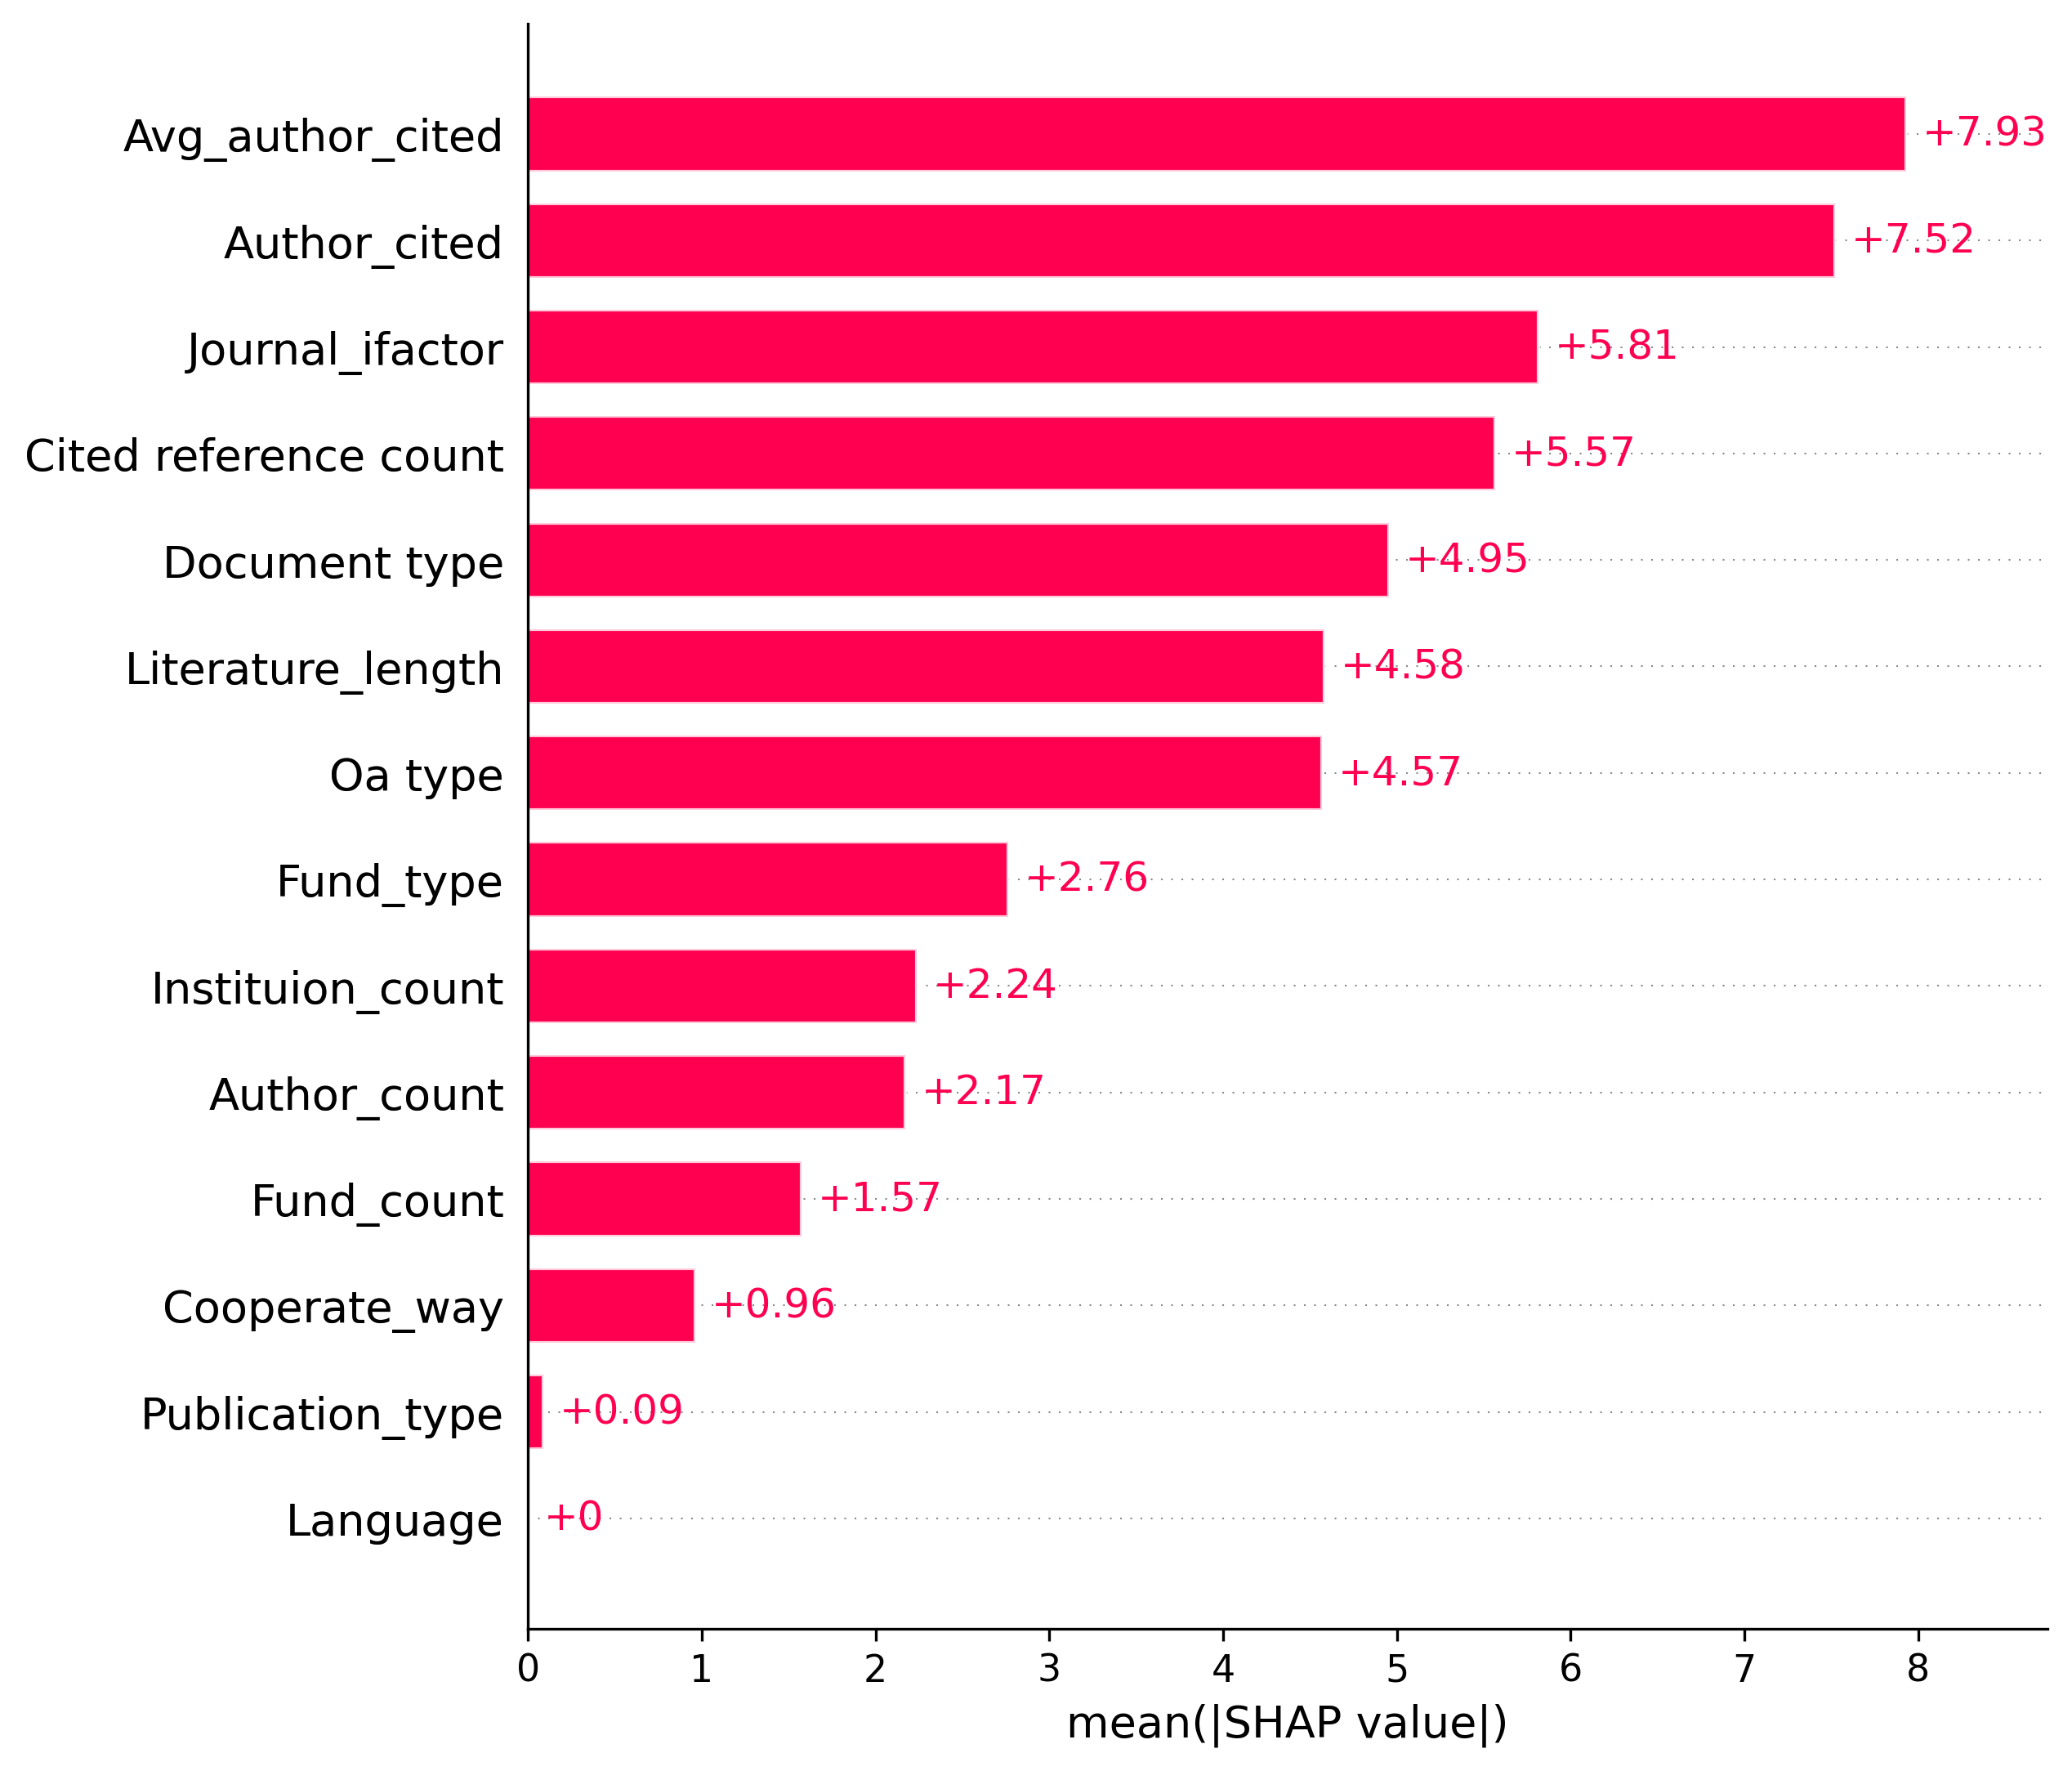 Avg_author_cited +7.93
Author_cited +7.52
Journal_ifactor +5.81
Cited reference count +5.57
Document type +4.95
Literature_length +4.58
Oa type +4.57
Fund_type +2.76
Instituion_count +2.24
Author_count +2.17
Fund_count +1.57
Cooperate_way +0.96
Publication_type +0.09
Language +0
0 1 2 3 4 5 6 7 8
mean(|SHAP value|)